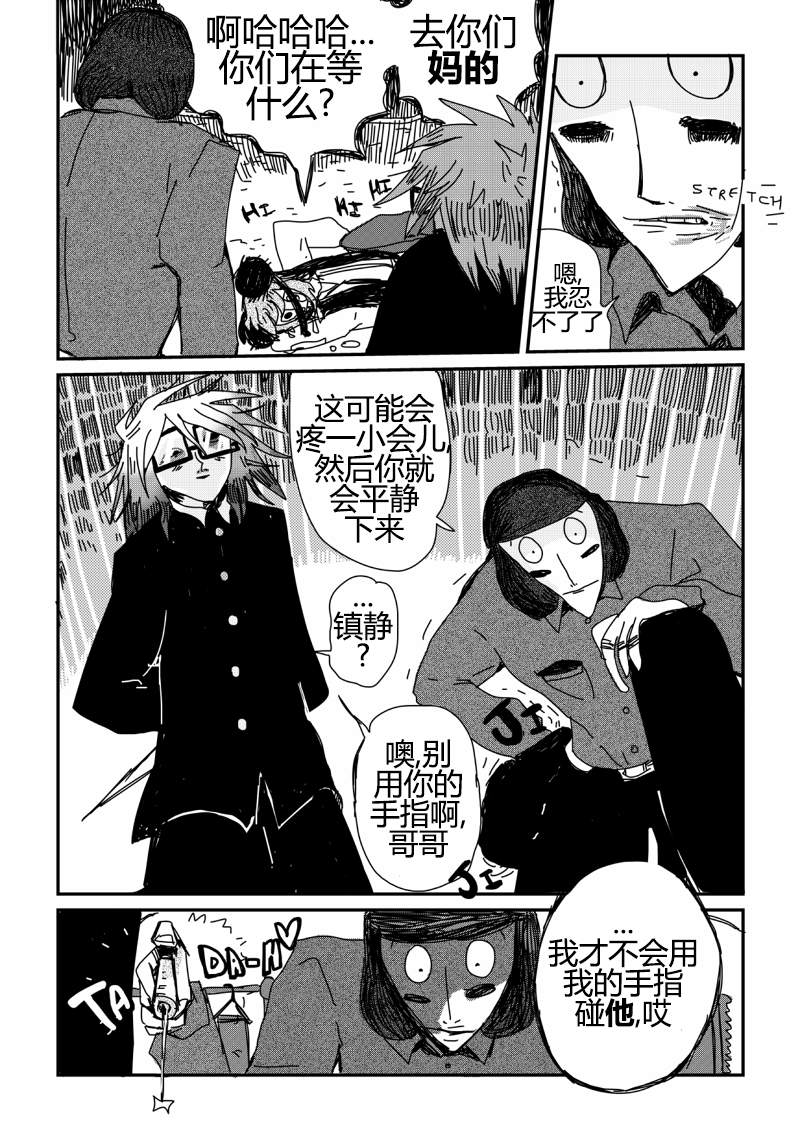 啊哈哈哈...
你们在等
什么?
去你们
妈的
HI
HI
HI
STRETCH
嗯,
我忍
不了了
这可能会
疼一小会儿,
然后你就
会平静
下来
...
镇静
?
JI
噢,别
用你的
手指啊,
哥哥
JI
TA
DA-H♡
...
我才不会用
我的手指
碰他,哎